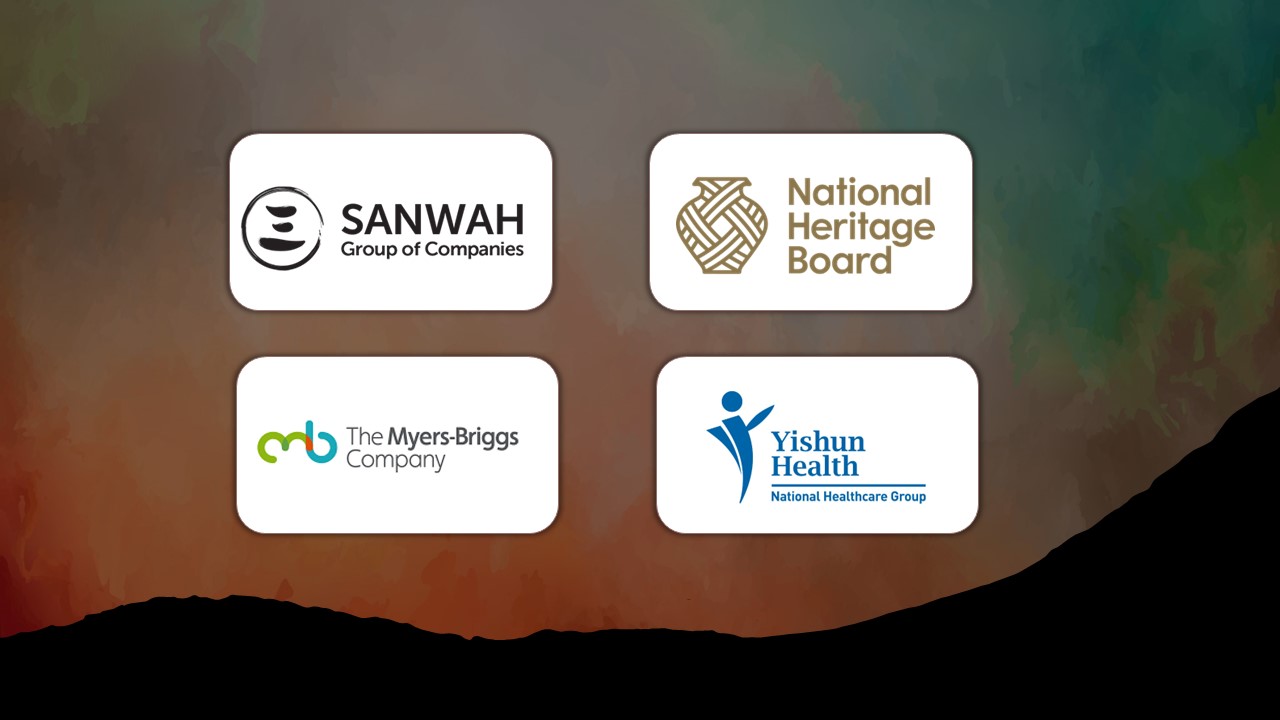 SANWAH
Group of Companies
National
Heritage
Board
The Myers-Briggs
Company
Yishun
Health
National Healthcare Group